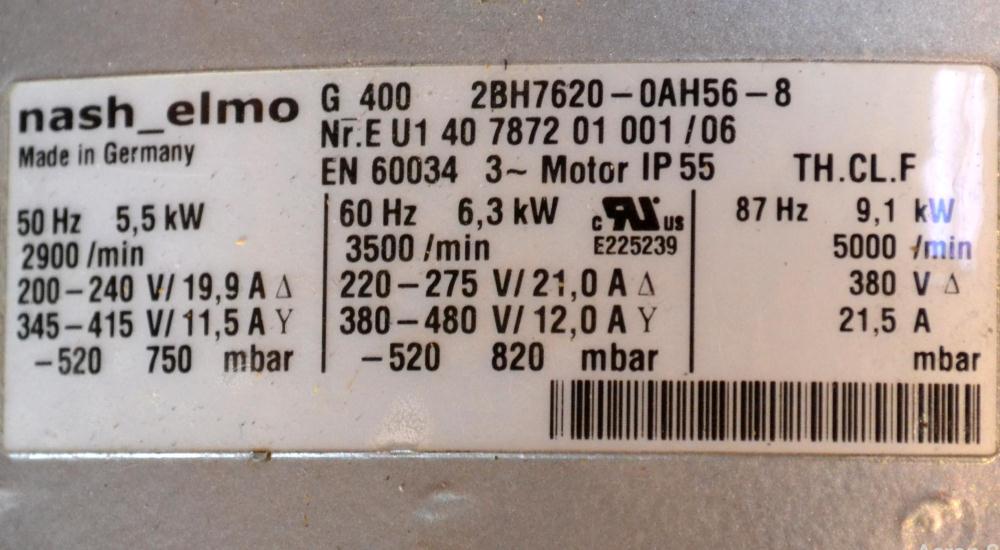 nash_elmo
Made in Germany
G 400 2BH7620-0AH56-8
Nr.E U1 40 7872 01 001 /06
EN 60034 3~ Motor IP 55 TH.CL.F
50 Hz 5,5 kW
2900 /min
200-240 V/ 19,9 A Δ
345-415 V/ 11,5 A Y
-520 750 mbar
60 Hz 6,3 kW
3500 /min
220-275 V/ 21,0 A Δ
380-480 V/ 12,0 A Y
-520 820 mbar
c RU us
E225239
87 Hz 9,1 kW
5000 /min
380 V Δ
21,5 A
mbar